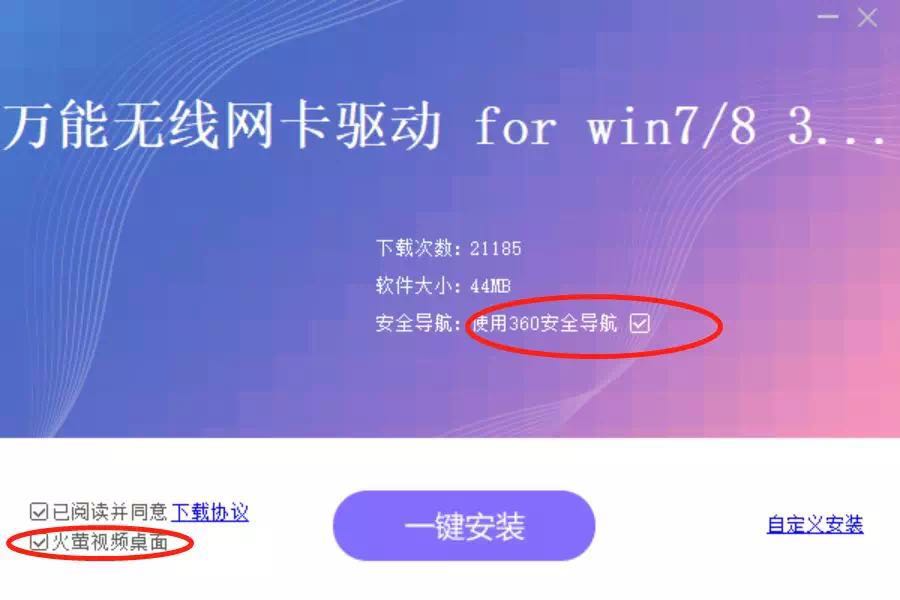 万能无线网卡驱动 for win7/8 3...
下载次数：21185
软件大小：44MB
安全导航：使用360安全导航
已阅读并同意下载协议
火萤视频桌面
一键安装
自定义安装